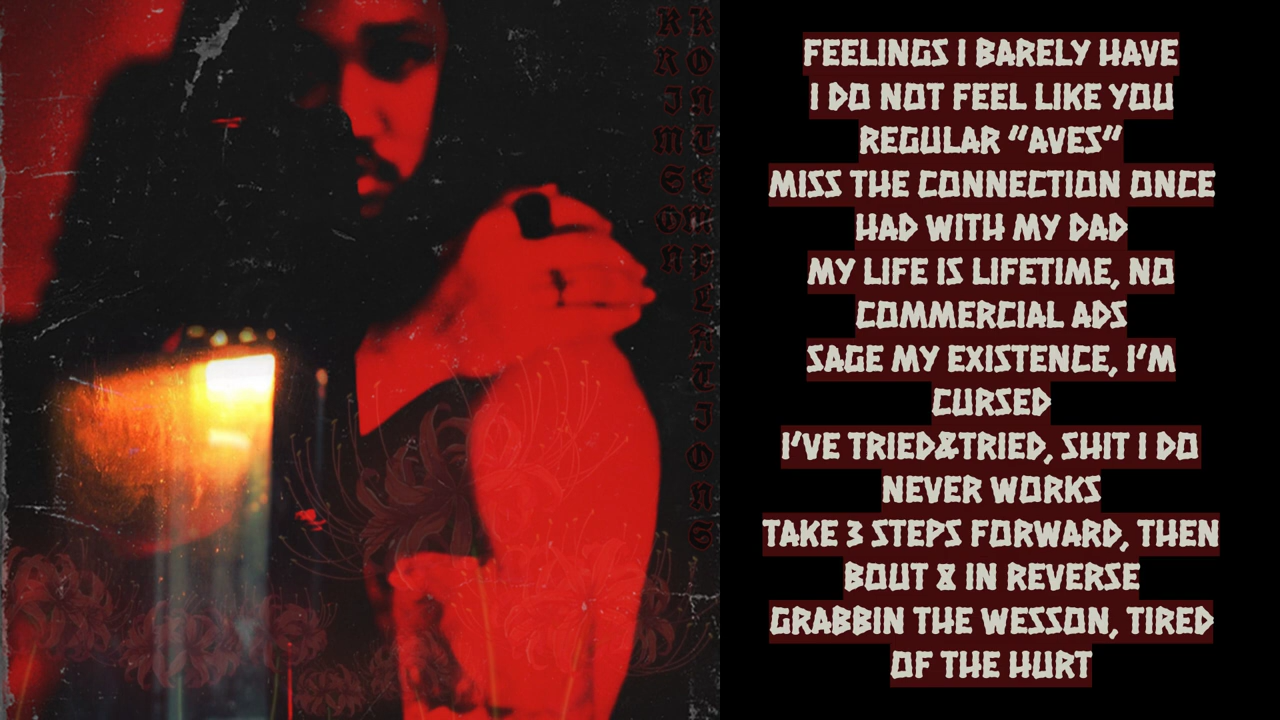 KRIMSON
KONTEMPLATIONS
FEELINGS I BARELY HAVE
I DO NOT FEEL LIKE YOU
REGULAR "AVES"
MISS THE CONNECTION ONCE
HAD WITH MY DAD
MY LIFE IS LIFETIME, NO
COMMERCIAL ADS
SAGE MY EXISTENCE, I'M
CURSED
I'VE TRIED&TRIED, SHIT I DO
NEVER WORKS
TAKE 3 STEPS FORWARD, THEN
BOUT 8 IN REVERSE
GRABBIN THE WESSON, TIRED
OF THE HURT